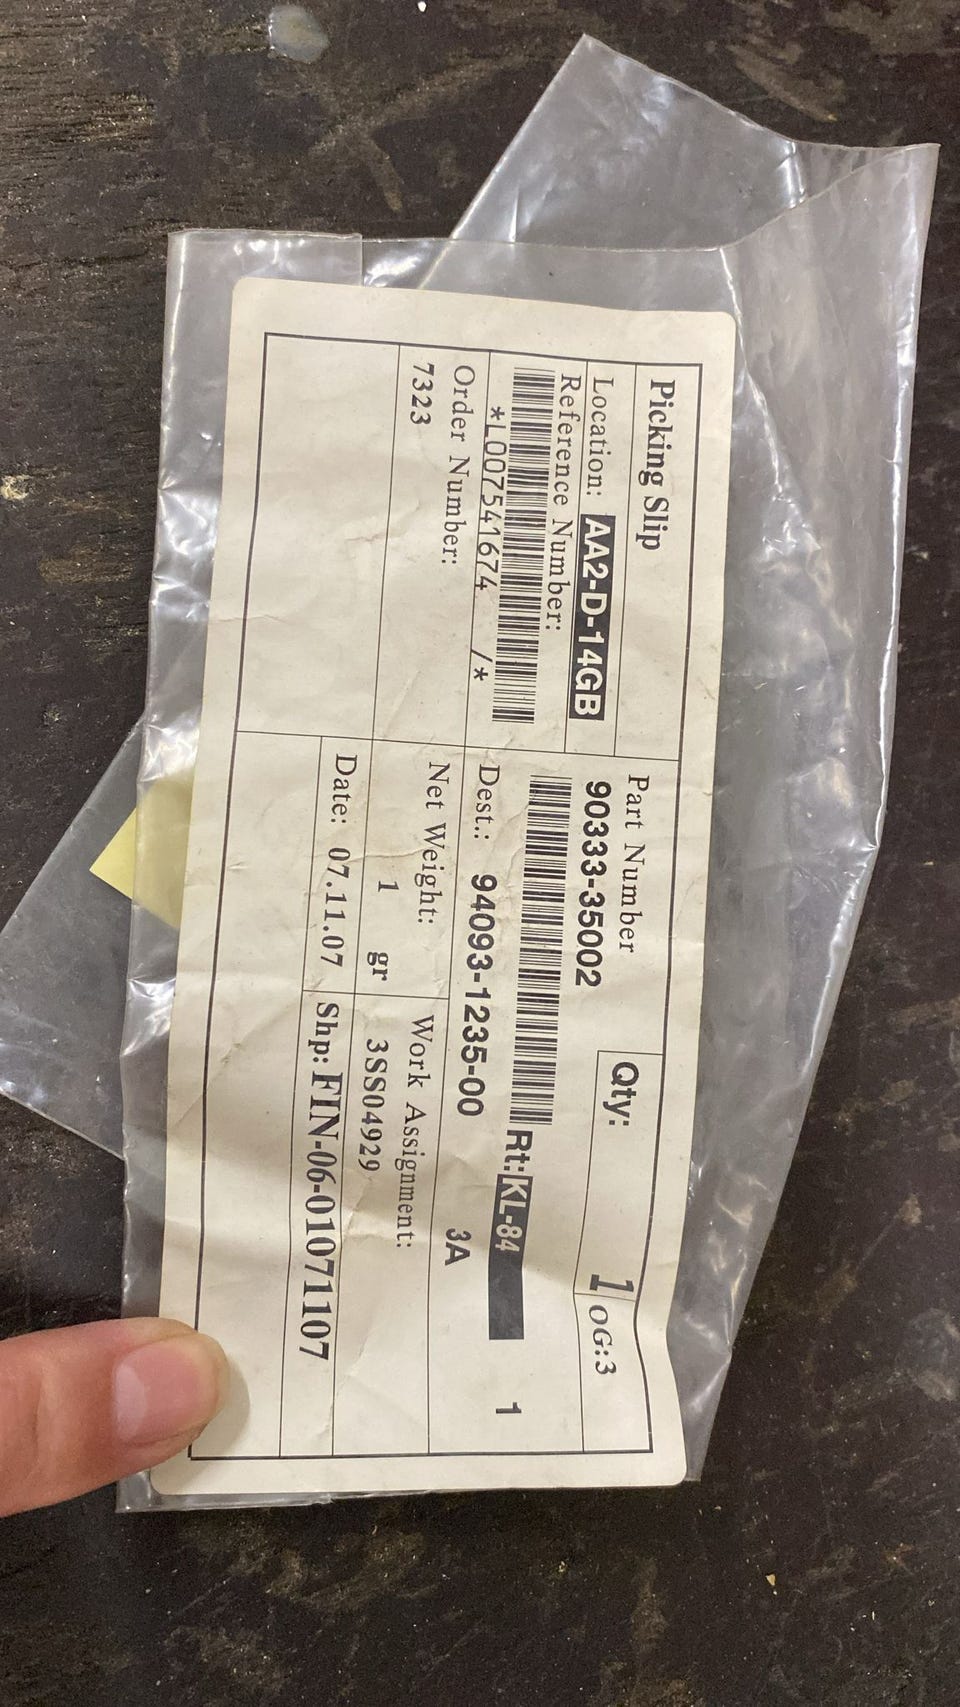 Picking Slip
Location: AA2-D-14GB
Reference Number:
*L007541674 /*
Order Number:
7323
Part Number
90333-35002
Qty: 1
OG:3
Rt: KL-84
1
Dest.: 94093-1235-00 3A
Net Weight:
1 gr
Work Assignment:
3SS04929
Date: 07.11.07
Shp: FIN-06-01071107